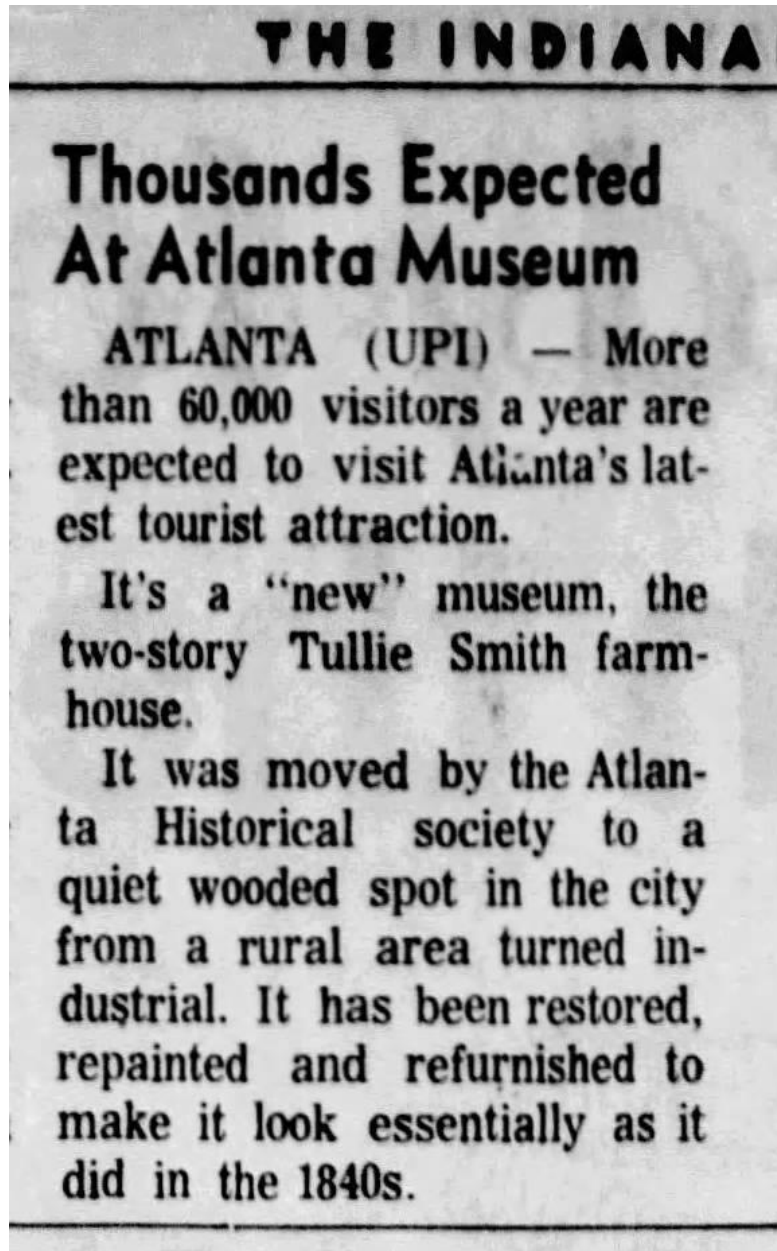 THE INDIANA
Thousands Expected
At Atlanta Museum
ATLANTA (UPI) — More
than 60,000 visitors a year are
expected to visit Atlanta's lat-
est tourist attraction.
It's a "new" museum, the
two-story Tullie Smith farm-
house.
It was moved by the Atlan-
ta Historical society to a
quiet wooded spot in the city
from a rural area turned in-
dustrial. It has been restored,
repainted and refurnished to
make it look essentially as it
did in the 1840s.